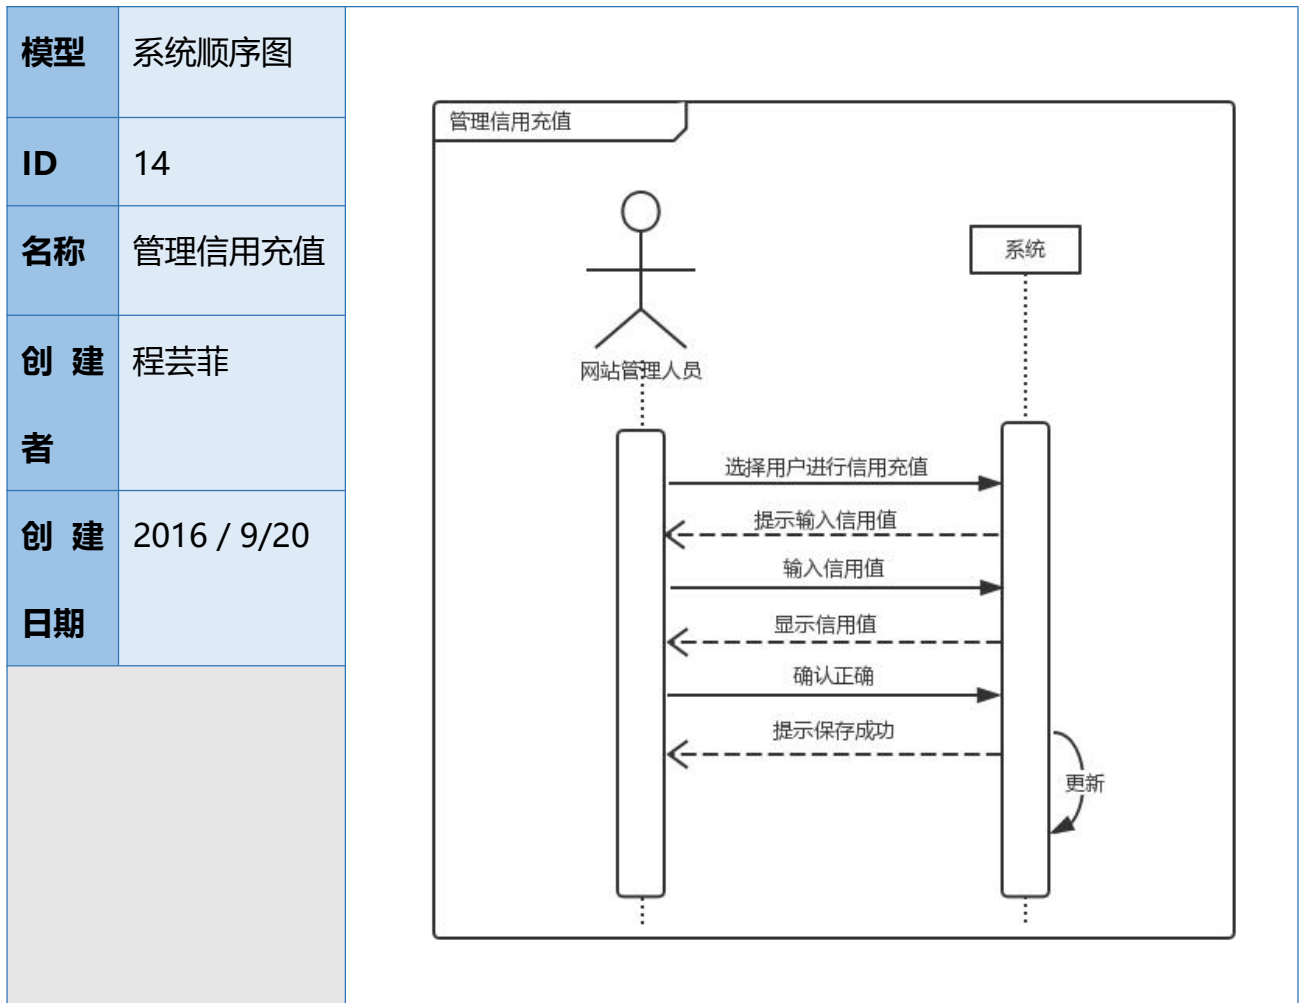 模型
系统顺序图
ID
14
名称
管理信用充值
创 建
者
程芸菲
创 建
日期
2016 / 9/20
管理信用充值
网站管理人员
系统
选择用户进行信用充值
提示输入信用值
输入信用值
显示信用值
确认正确
提示保存成功
更新